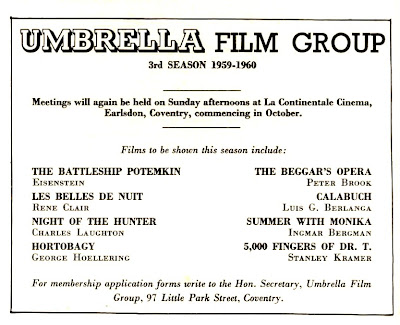 UMBRELLA FILM GROUP
3rd SEASON 1959-1960
Meetings will again be held on Sunday afternoons at La Continentale Cinema,
Earlsdon, Coventry, commencing in October.
Films to be shown this season include:
THE BATTLESHIP POTEMKIN
EISENSTEIN
LES BELLES DE NUIT
RENE CLAIR
NIGHT OF THE HUNTER
CHARLES LAUGHTON
HORTOBAGY
GEORGE HOELLERING
THE BEGGAR'S OPERA
PETER BROOK
CALABUCH
LUIS G. BERLANGA
SUMMER WITH MONIKA
INGMAR BERGMAN
5,000 FINGERS OF DR. T.
STANLEY KRAMER
For membership application forms write to the Hon. Secretary, Umbrella Film
Group, 97 Little Park Street, Coventry.